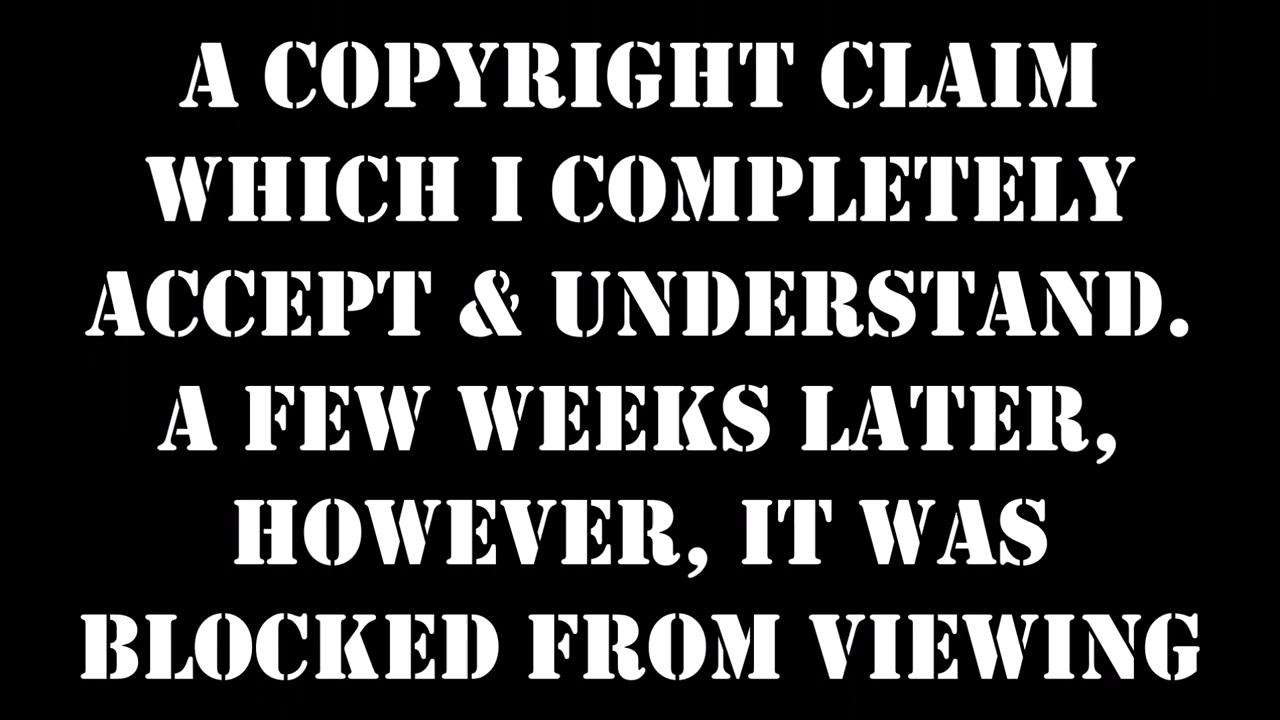 A COPYRIGHT CLAIM
WHICH I COMPLETELY
ACCEPT & UNDERSTAND.
A FEW WEEKS LATER,
HOWEVER, IT WAS
BLOCKED FROM VIEWING